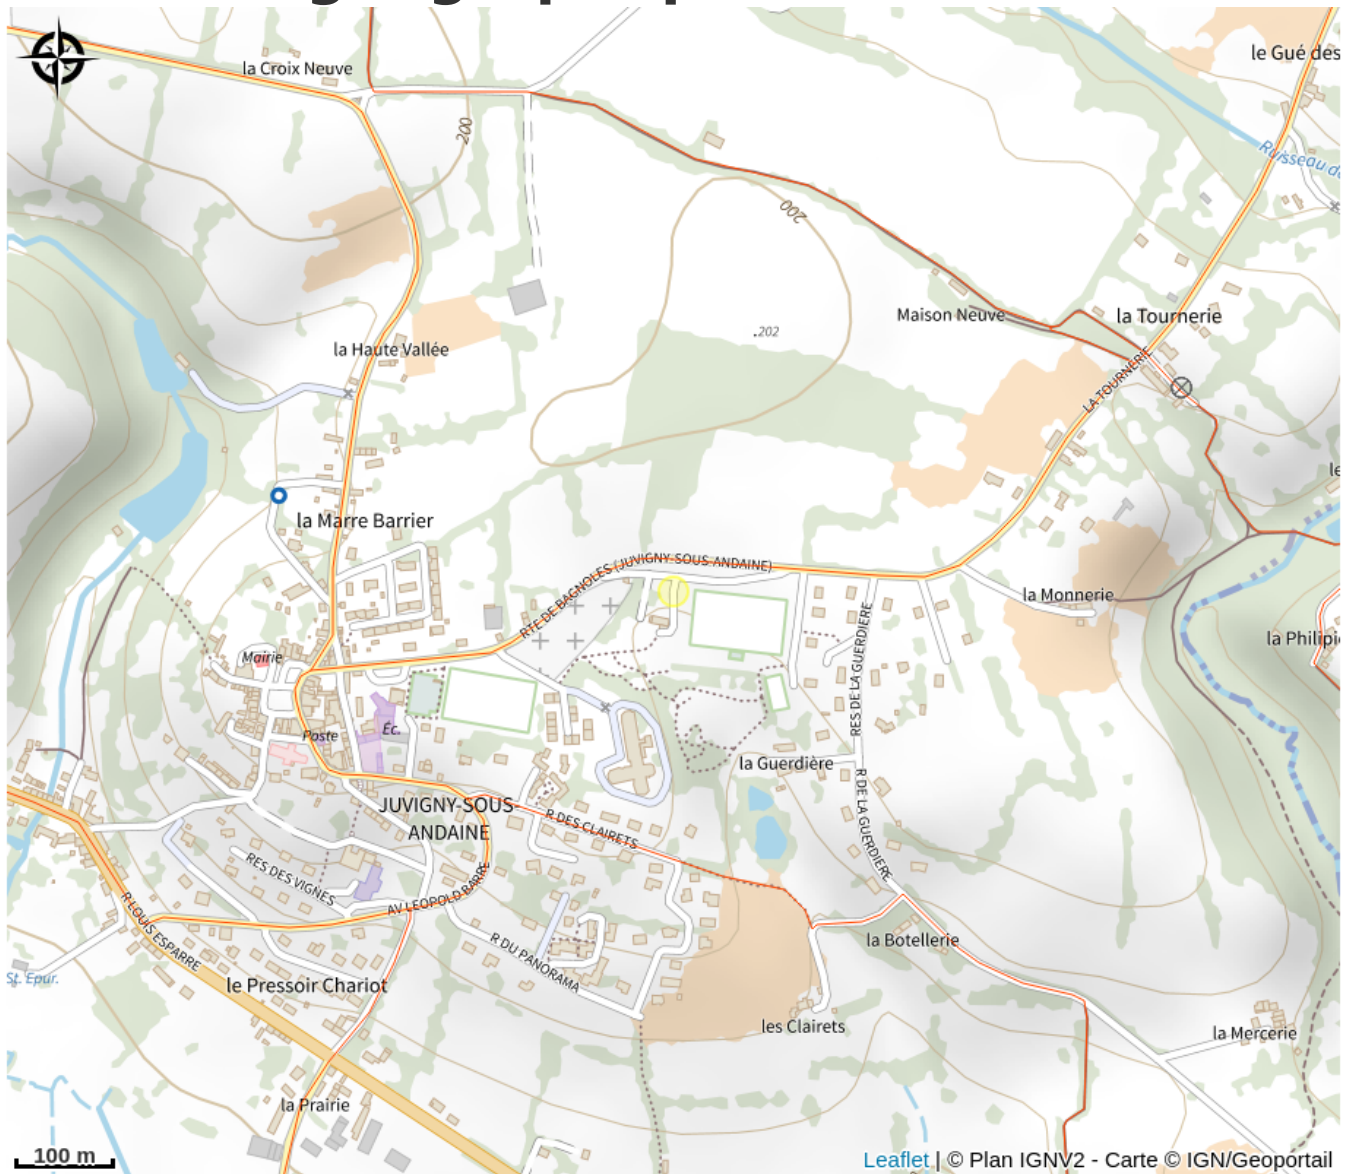 la Croix Neuve
le Gué des
200
Ruisseau de
200
Maison Neuve
la Tournerie
.202
la Haute Vallée
LA TOURNERIE
le
la Marre Barrier
RTE DE BAGNOLES (JUVIGNY-SOUS-ANDAINE)
la Monnerie
RES DE LA GUERDIERE
la Philipi
Mairie
Poste
Éc.
la Guerdière
JUVIGNY-SOUS-
ANDAINE
R DES CLAIRETS
R DE LA GUERDIERE
RES DES VIGNES
AV LEOPOLD BARRE
R LOUIS ESPARRE
R DU PANORAMA
la Botellerie
St. Epur.
le Pressoir Chariot
les Clairets
la Mercerie
la Prairie
100 m
Leaflet | © Plan IGNV2 - Carte © IGN/Geoportail